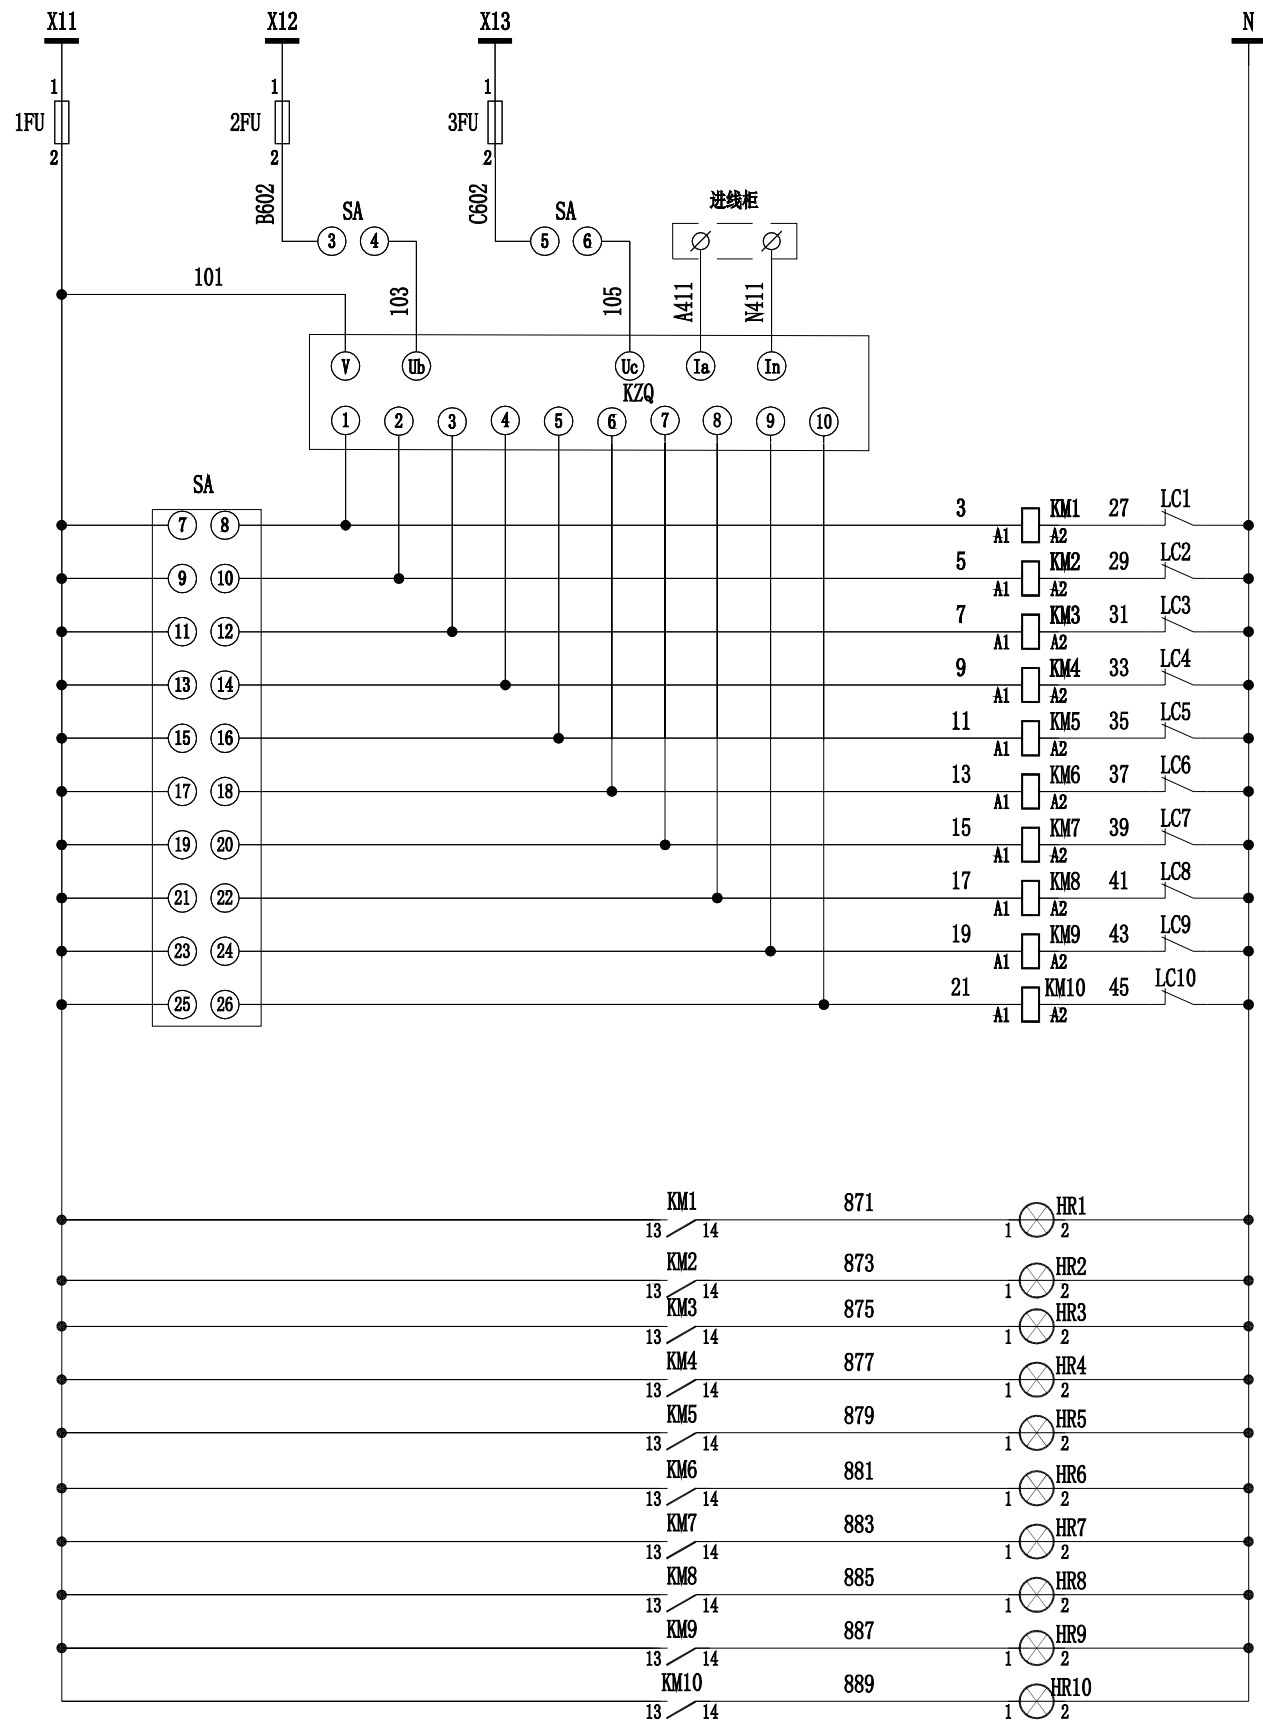 X11 X12 X13 N
1 1 1
1FU 2FU 3FU
2 2 2
B602 C602 进线柜
SA SA
3 4 5 6
101 103 105 A411 N411
V Ub Uc Ia In
KZQ
1 2 3 4 5 6 7 8 9 10
SA
7 8 3 A1 KM1 A2 27 LC1
9 10 5 A1 KM2 A2 29 LC2
11 12 7 A1 KM3 A2 31 LC3
13 14 9 A1 KM4 A2 33 LC4
15 16 11 A1 KM5 A2 35 LC5
17 18 13 A1 KM6 A2 37 LC6
19 20 15 A1 KM7 A2 39 LC7
21 22 17 A1 KM8 A2 41 LC8
23 24 19 A1 KM9 A2 43 LC9
25 26 21 A1 KM10 A2 45 LC10
KM1 871 HR1
13 14 1 2
KM2 873 HR2
13 14 1 2
KM3 875 HR3
13 14 1 2
KM4 877 HR4
13 14 1 2
KM5 879 HR5
13 14 1 2
KM6 881 HR6
13 14 1 2
KM7 883 HR7
13 14 1 2
KM8 885 HR8
13 14 1 2
KM9 887 HR9
13 14 1 2
KM10 889 HR10
13 14 1 2